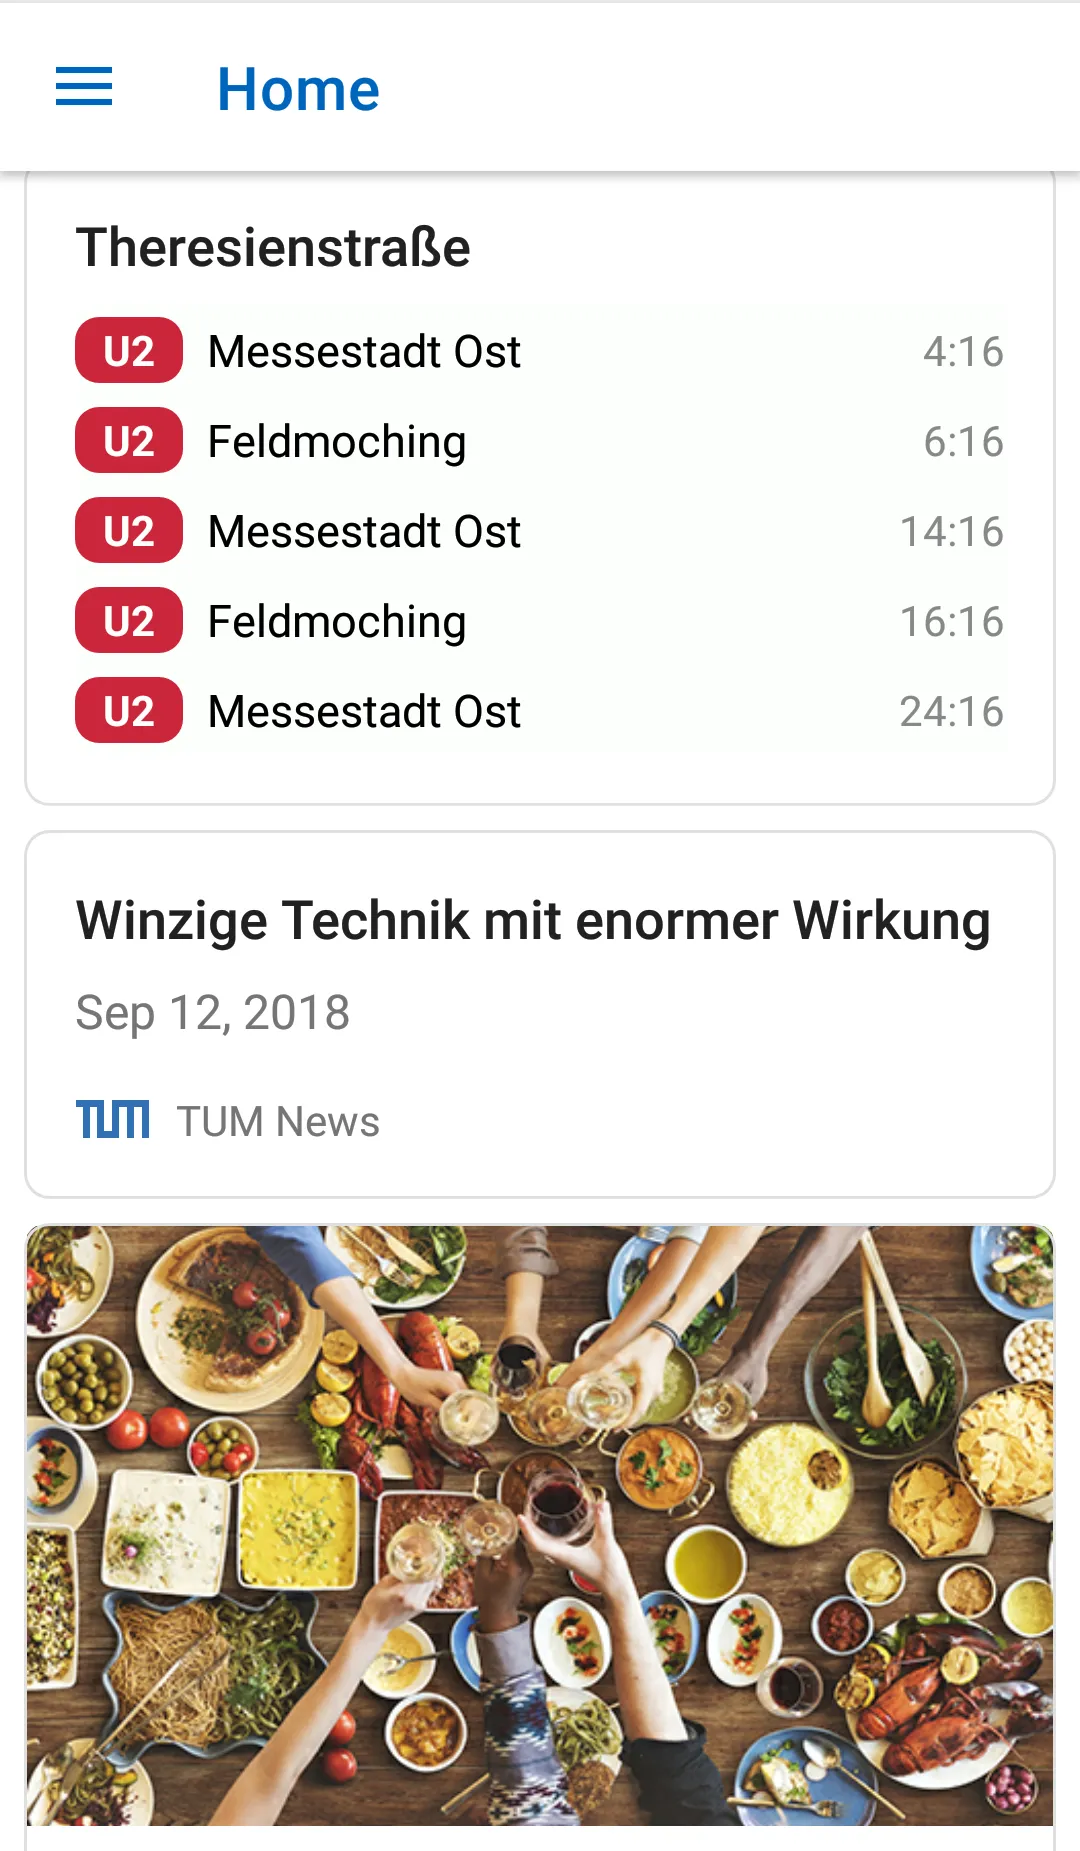 Home
Theresienstraße
U2 Messestadt Ost 4:16
U2 Feldmoching 6:16
U2 Messestadt Ost 14:16
U2 Feldmoching 16:16
U2 Messestadt Ost 24:16
Winzige Technik mit enormer Wirkung
Sep 12, 2018
TUM TUM News